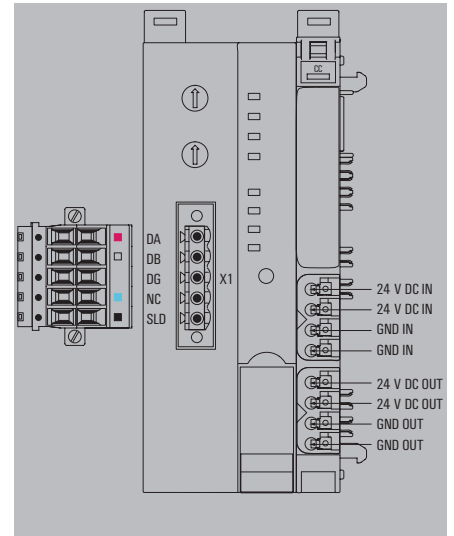 CC
DA
DB
DG
NC
SLD
X1
24 V DC IN
24 V DC IN
GND IN
GND IN
24 V DC OUT
24 V DC OUT
GND OUT
GND OUT